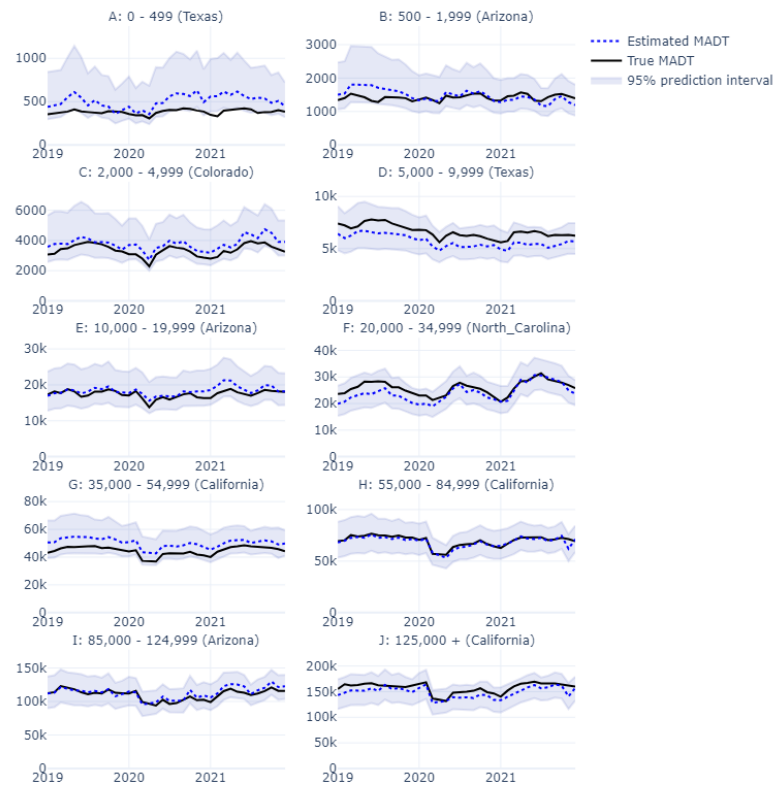 A: 0 - 499 (Texas)
B: 500 - 1,999 (Arizona)
Estimated MADT
True MADT
95% prediction interval
1000
500
0
2019
2020
2021
3000
2000
1000
0
2019
2020
2021
C: 2,000 - 4,999 (Colorado)
D: 5,000 - 9,999 (Texas)
6000
4000
2000
0
2019
2020
2021
10k
5k
0
2019
2020
2021
E: 10,000 - 19,999 (Arizona)
F: 20,000 - 34,999 (North_Carolina)
30k
20k
10k
0
2019
2020
2021
40k
30k
20k
10k
0
2019
2020
2021
G: 35,000 - 54,999 (California)
H: 55,000 - 84,999 (California)
80k
60k
40k
20k
0
2019
2020
2021
100k
50k
0
2019
2020
2021
I: 85,000 - 124,999 (Arizona)
J: 125,000 + (California)
150k
100k
50k
0
2019
2020
2021
200k
150k
100k
50k
0
2019
2020
2021